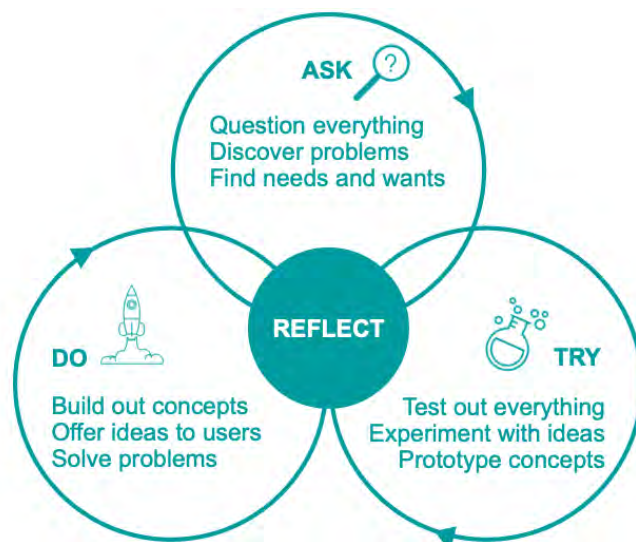 ASK
?
Question everything
Discover problems
Find needs and wants
REFLECT
DO
Build out concepts
Offer ideas to users
Solve problems
TRY
Test out everything
Experiment with ideas
Prototype concepts